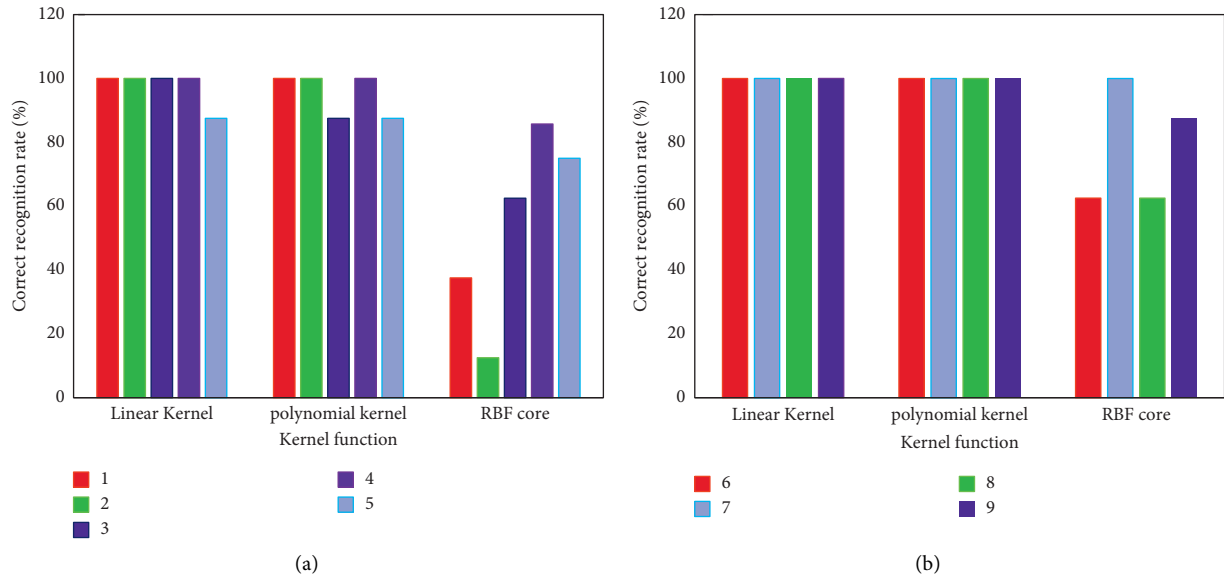 120
100
80
60
40
20
0
Correct recognition rate (%)
Linear Kernel polynomial kernel RBF core
Kernel function
1
2
3
4
5
(a)
120
100
80
60
40
20
0
Correct recognition rate (%)
Linear Kernel polynomial kernel RBF core
Kernel function
6
7
8
9
(b)